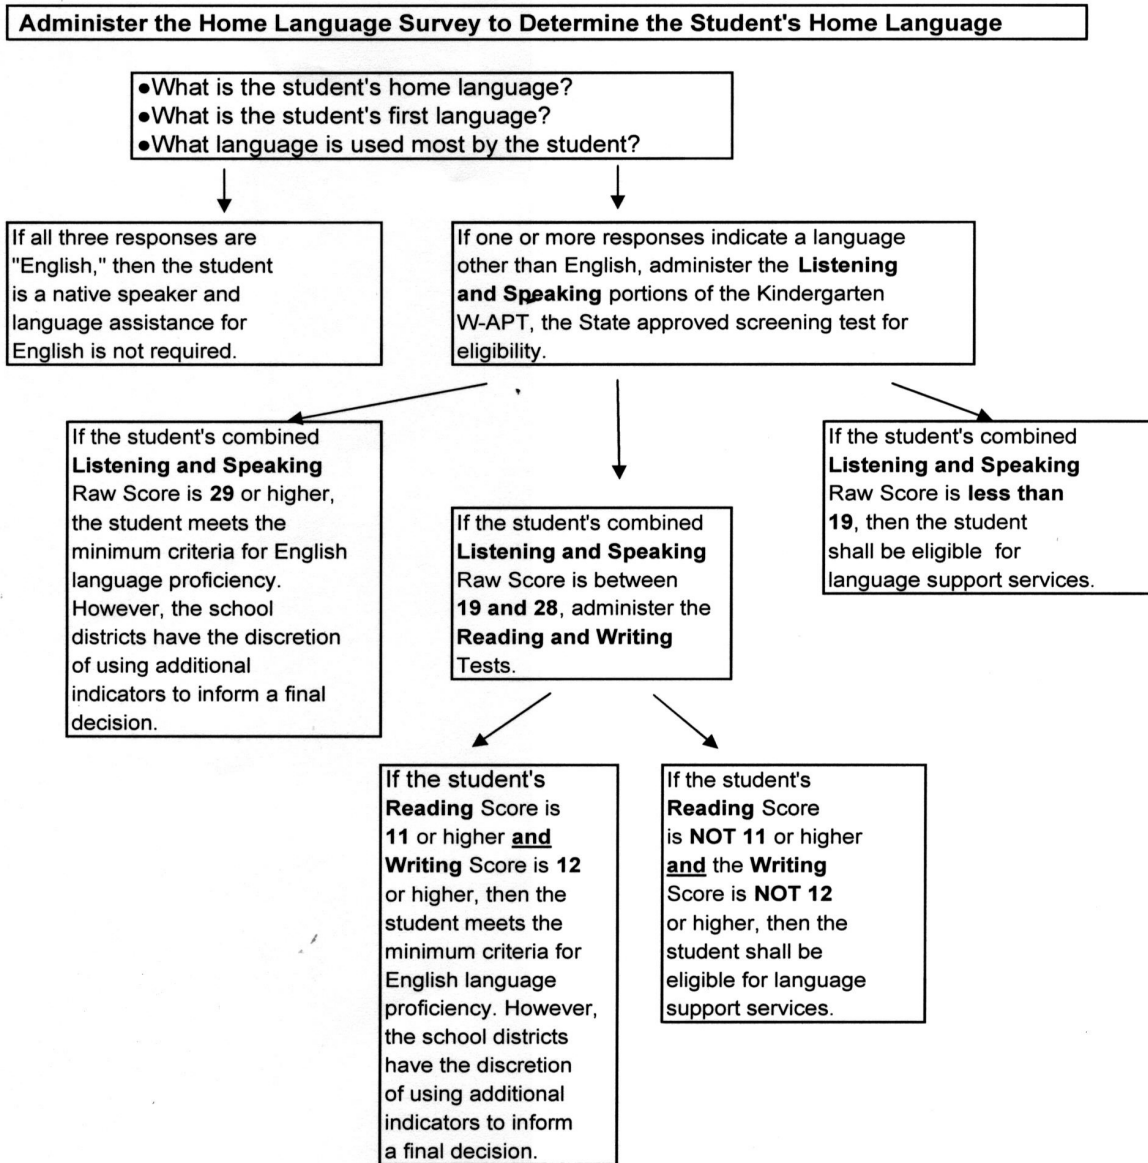 Administer the Home Language Survey to Determine the Student's Home Language
●What is the student's home language?
●What is the student's first language?
●What language is used most by the student?
If all three responses are
"English," then the student
is a native speaker and
language assistance for
English is not required.
If one or more responses indicate a language
other than English, administer the Listening
and Speaking portions of the Kindergarten
W-APT, the State approved screening test for
eligibility.
If the student's combined
Listening and Speaking
Raw Score is 29 or higher,
the student meets the
minimum criteria for English
language proficiency.
However, the school
districts have the discretion
of using additional
indicators to inform a final
decision.
If the student's combined
Listening and Speaking
Raw Score is between
19 and 28, administer the
Reading and Writing
Tests.
If the student's combined
Listening and Speaking
Raw Score is less than
19, then the student
shall be eligible for
language support services.
If the student's
Reading Score is
11 or higher and
Writing Score is 12
or higher, then the
student meets the
minimum criteria for
English language
proficiency. However,
the school districts
have the discretion
of using additional
indicators to inform
a final decision.
If the student's
Reading Score
is NOT 11 or higher
and the Writing
Score is NOT 12
or higher, then the
student shall be
eligible for language
support services.